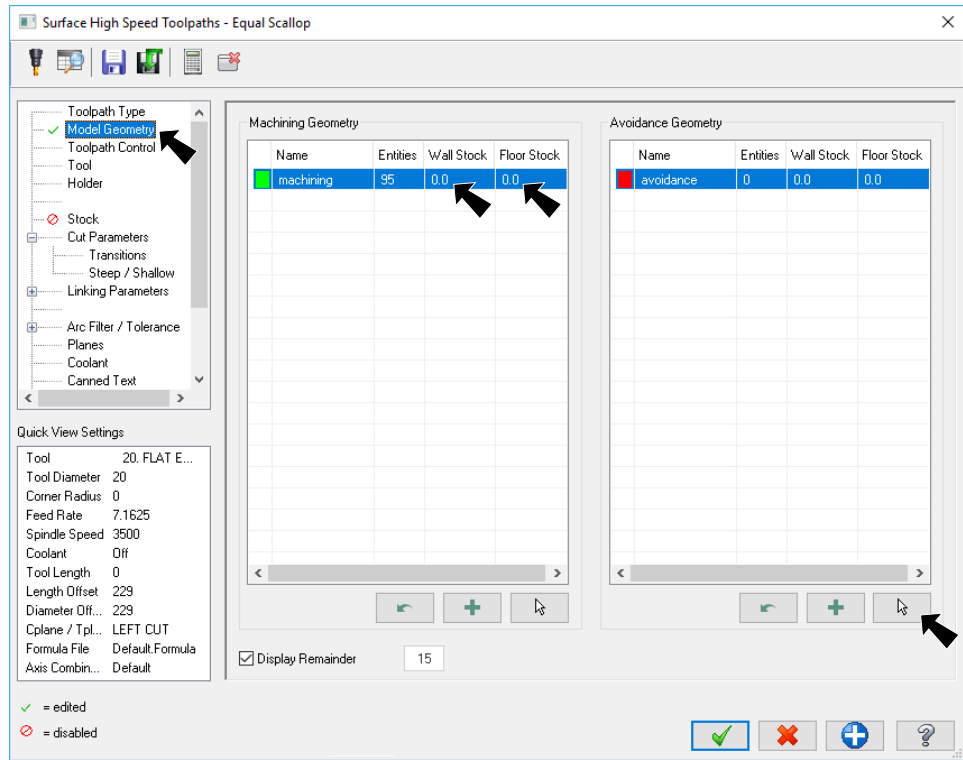 Surface High Speed Toolpaths - Equal Scallop
Toolpath Type
Model Geometry
Toolpath Control
Tool
Holder
Stock
Cut Parameters
Transitions
Steep / Shallow
Linking Parameters
Arc Filter / Tolerance
Planes
Coolant
Canned Text
Quick View Settings
Tool 20. FLAT E...
Tool Diameter 20
Corner Radius 0
Feed Rate 7.1625
Spindle Speed 3500
Coolant Off
Tool Length 0
Length Offset 229
Diameter Off... 229
Cplane / Tpl... LEFT CUT
Formula File Default.Formula
Axis Combin... Default
= edited
= disabled
Machining Geometry
Name Entities Wall Stock Floor Stock
machining 95 0.0 0.0
Display Remainder 15
Avoidance Geometry
Name Entities Wall Stock Floor Stock
avoidance 0 0.0 0.0